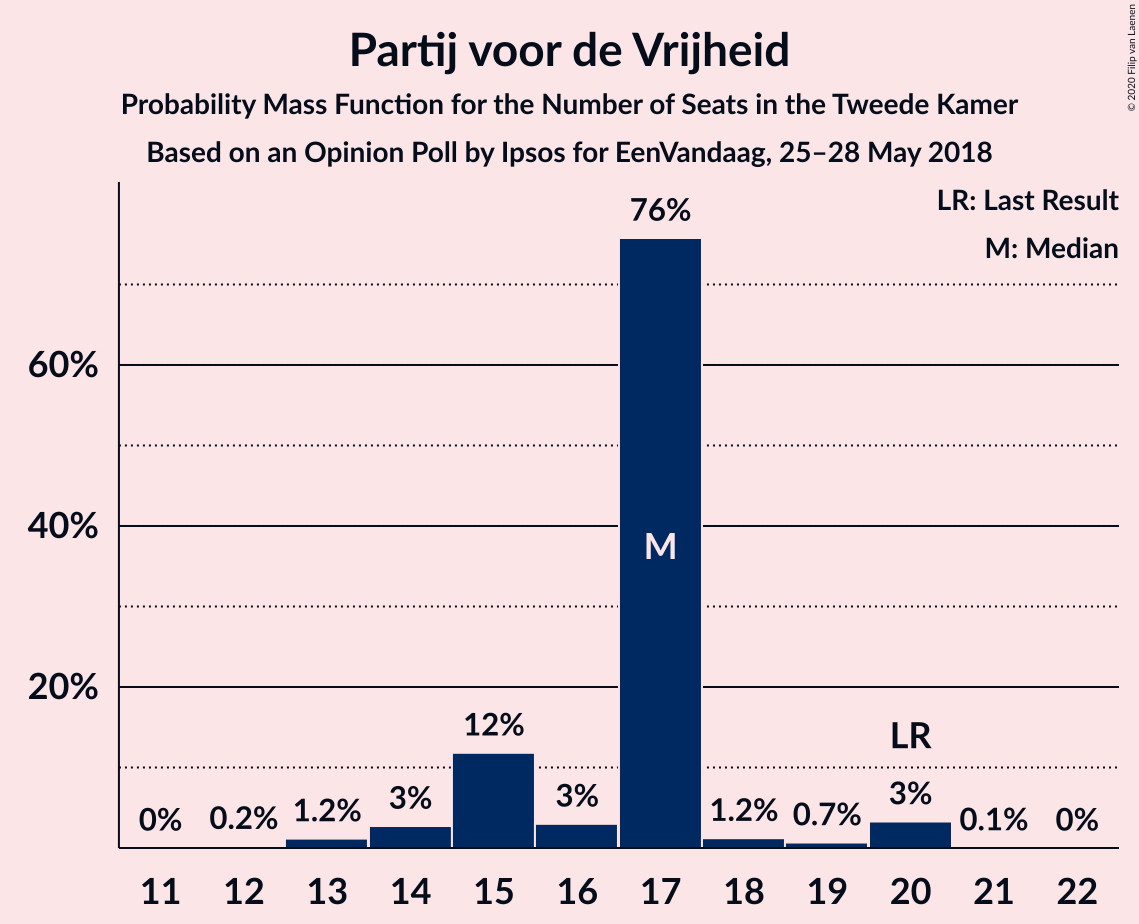 Partij voor de Vrijheid
Probability Mass Function for the Number of Seats in the Tweede Kamer
Based on an Opinion Poll by Ipsos for EenVandaag, 25–28 May 2018
© 2020 Filip van Laenen
LR: Last Result
M: Median
60%
40%
20%
0%
0.2%
1.2%
3%
12%
3%
76%
M
1.2%
0.7%
LR
3%
0.1%
0%
11 12 13 14 15 16 17 18 19 20 21 22